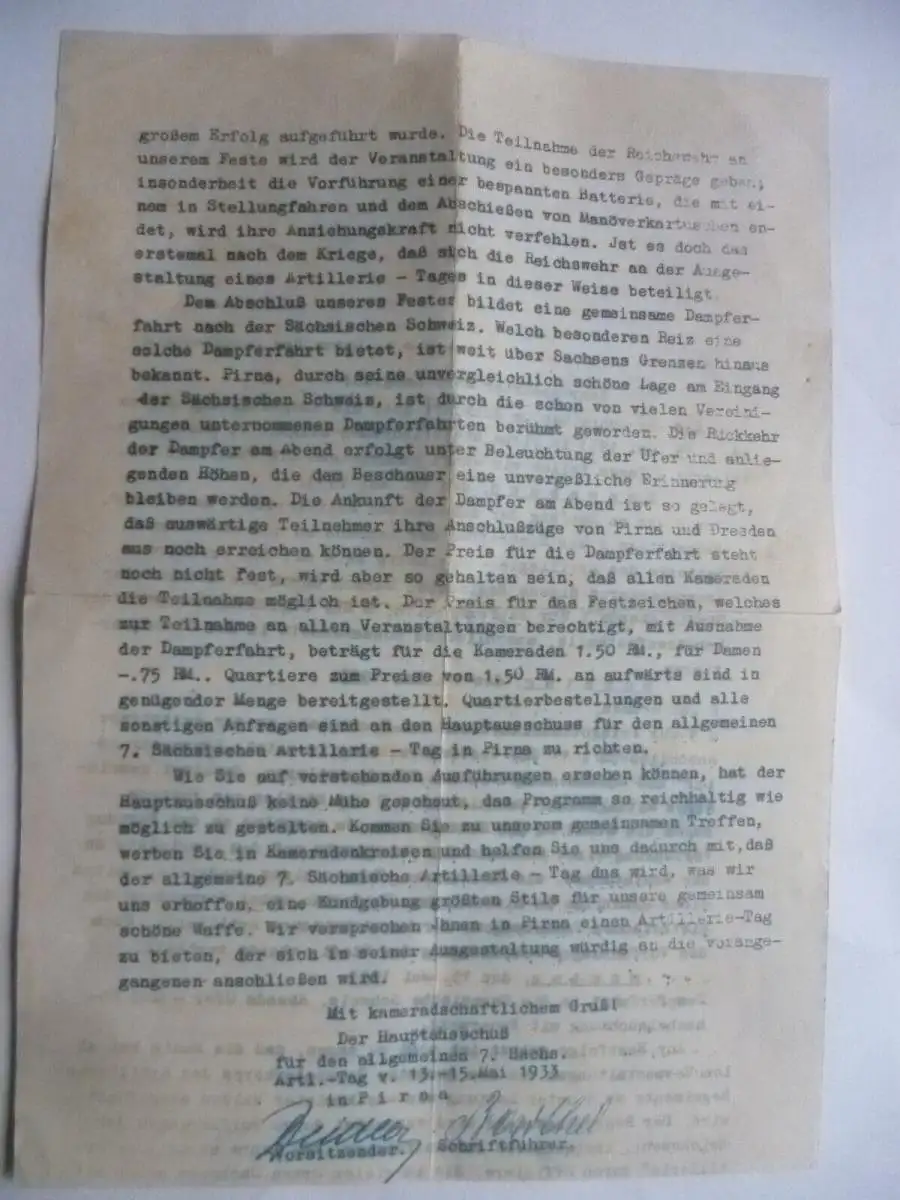 großem Erfolg aufgeführt wurde. Die Teilnahme der Reichswehr an
unserem Feste wird der Veranstaltung ein besonders Gepräge geben,
insonderheit die Vorführung einer bespannten Batterie, die mit ei-
nem in Stellungfahren und dem Abschießen von Manöverkartuschen en-
det, wird ihre Anziehungskraft nicht verfehlen. Jst es doch das
erstemal nach dem Kriege, daß sich die Reichswehr an der Ausge-
staltung eines Artillerie - Tages in dieser Weise beteiligt.
Dem Abschluß unseres Festes bildet eine gemeinsame Dampfer-
fahrt nach der Sächsischen Schweiz. Welch besonderen Reiz eine
solche Dampferfahrt bietet, ist weit über Sachsens Grenzen hinaus
bekannt. Pirna, durch seine unvergleichlich schöne Lage am Eingang
der Sächsischen Schweiz, ist durch die schon von vielen Vereini-
gungen unternommenen Dampferfahrten berühmt geworden. Die Rückkehr
der Dampfer am Abend erfolgt unter Beleuchtung der Ufer und anlie-
genden Höhen, die dem Beschauer eine unvergeßliche Erinnerung
bleiben werden. Die Ankunft der Dampfer am Abend ist so gelegt,
daß auswärtige Teilnehmer ihre Anschlußzüge von Pirna und Dresden
aus noch erreichen können. Der Preis für die Dampferfahrt steht
noch nicht fest, wird aber so gehalten sein, daß allen Kameraden
die Teilnahme möglich ist. Der Preis für das Festzeichen, welches
zur Teilnahme an allen Veranstaltungen berechtigt, mit Ausnahme
der Dampferfahrt, beträgt für die Kameraden 1.50 RM., für Damen
-.75 RM.. Quartiere zum Preise von 1.50 RM. an aufwärts sind in
genügender Menge bereitgestellt. Quartierbestellungen und alle
sonstigen Anfragen sind an den Hauptausschuss für den allgemeinen
7. Sächsischen Artillerie - Tag in Pirna zu richten.
Wie Sie auf vorstehenden Ausführungen ersehen können, hat der
Hauptausschuß keine Mühe gescheut, das Programm so reichhaltig wie
möglich zu gestalten. Kommen Sie zu unserem gemeinsamen Treffen,
werben Sie in Kameradenkreisen und helfen Sie uns dadurch mit, daß
der allgemeine 7. Sächsische Artillerie - Tag das wird, was wir
uns erhoffen, eine Kundgebung größten Stils für unsere gemeinsam
schöne Waffe. Wir versprechen Jhnen in Pirna einen Artillerie-Tag
zu bieten, der sich in seiner Ausgestaltung würdig an die vorange-
gangenen anschließen wird.
Mit kameradschaftlichem Gruß!
Der Hauptausschuß
für den allgemeinen 7. Sächs.
Artl.-Tag v. 13.-15.Mai 1933
in Pirna
Vorsitzender. Schriftführer.